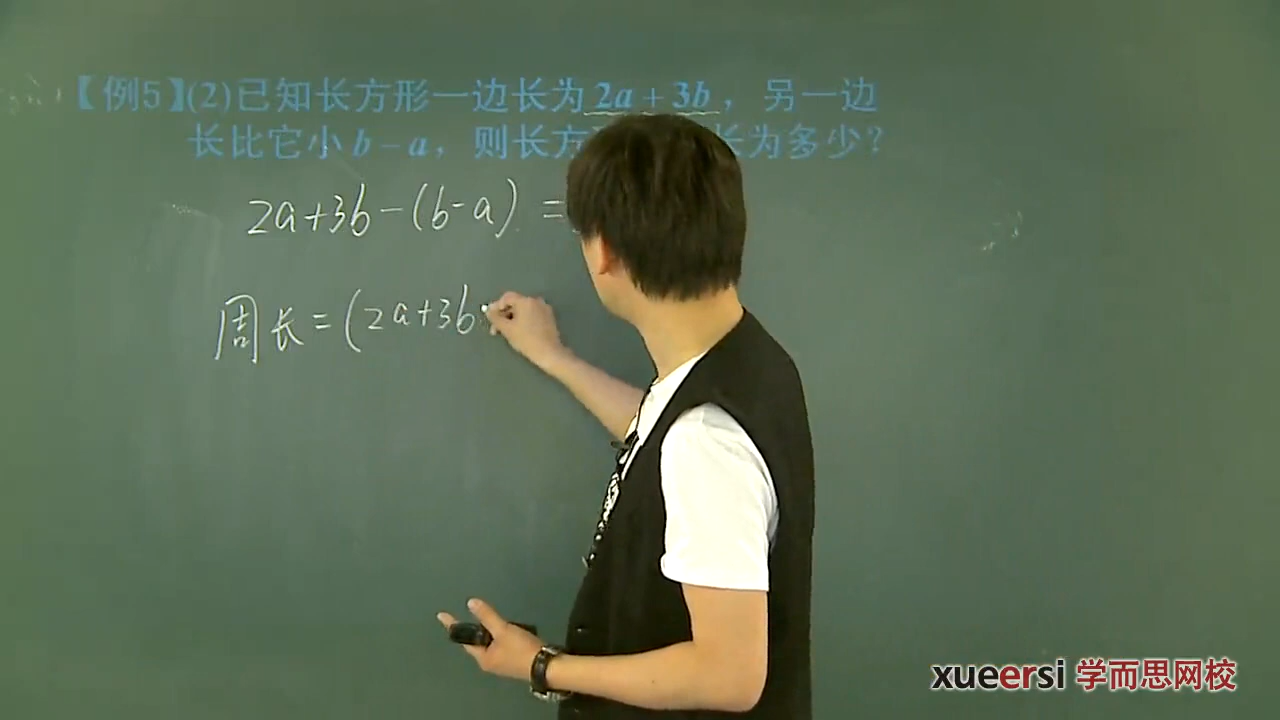 【例5】(2)已知长方形一边长为2a+3b，另一边
长比它小b-a，则长方 长为多少？
2a+3b-(b-a) =
周长=(2a+3b
xueersi 学而思网校